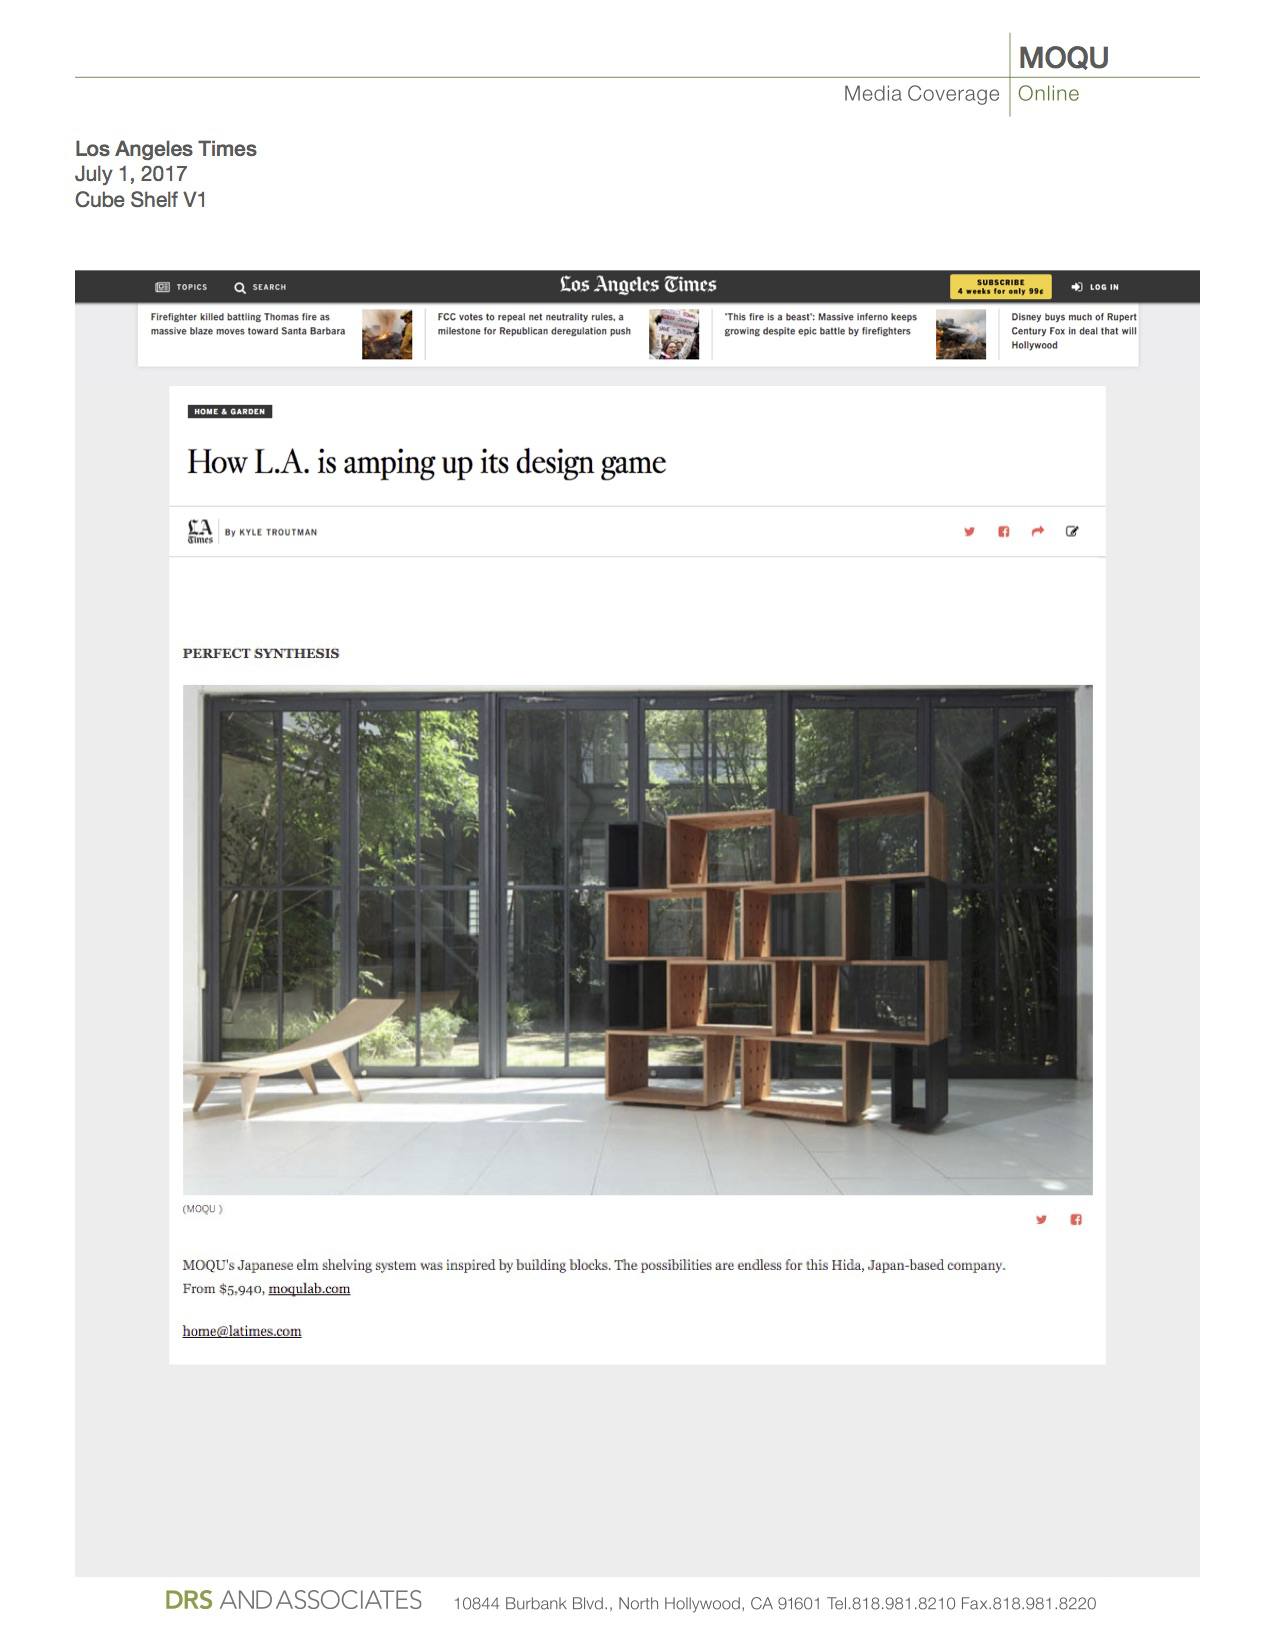 MOQU
Media Coverage
Online
Los Angeles Times
July 1, 2017
Cube Shelf V1
TOPICS
SEARCH
Los Angeles Times
SUBSCRIBE
4 weeks for only 99¢
LOG IN
Firefighter killed battling Thomas fire as
massive blaze moves toward Santa Barbara
FCC votes to repeal net neutrality rules, a
milestone for Republican deregulation push
'This fire is a beast': Massive inferno keeps
growing despite epic battle by firefighters
Disney buys much of Rupert
Century Fox in deal that will
Hollywood
HOME & GARDEN
How L.A. is amping up its design game
LA
Times
By KYLE TROUTMAN
PERFECT SYNTHESIS
(MOQU )
MOQU's Japanese elm shelving system was inspired by building blocks. The possibilities are endless for this Hida, Japan-based company.
From $5,940, moqulab.com
home@latimes.com
DRS AND ASSOCIATES
10844 Burbank Blvd., North Hollywood, CA 91601 Tel.818.981.8210 Fax.818.981.8220